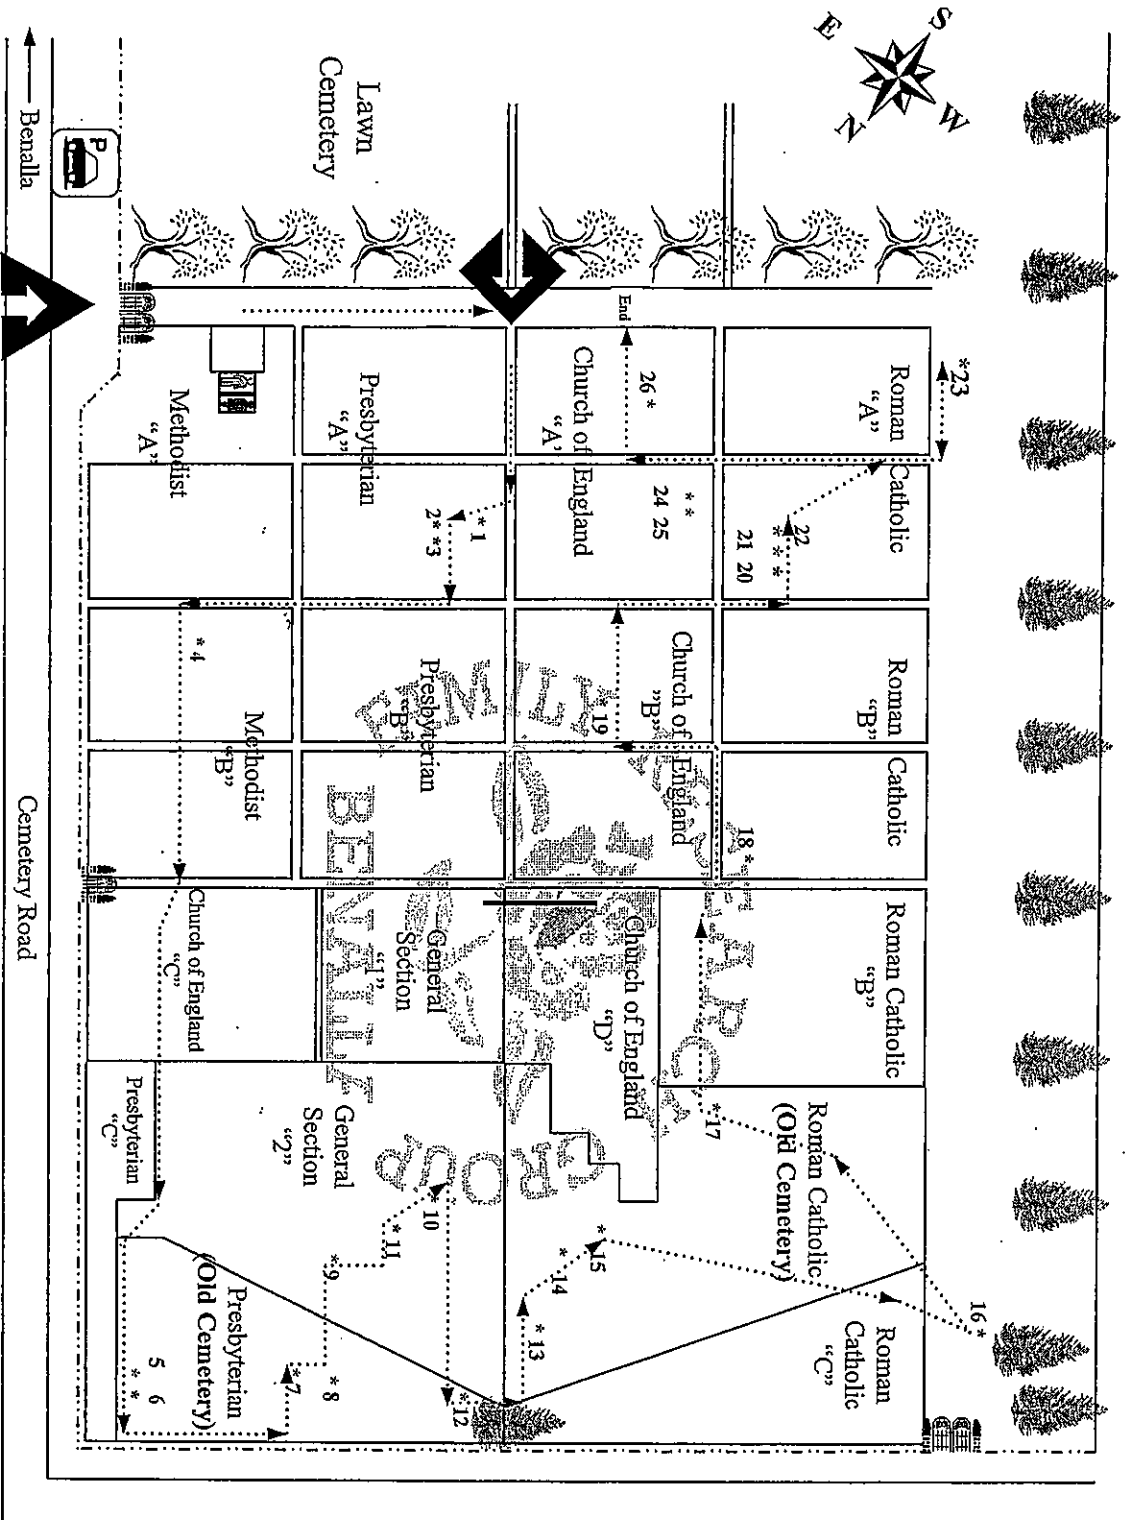 S
E
W
N
Lawn
Cemetery
Benalla
P
Cemetery Road
End
*23
Roman Catholic
"A"
26 *
Church of England
"A"
Presbyterian
"A"
Methodist
"A"
* *
24 25
22
* * *
21 20
* 1
2* *3
* 4
Roman Catholic
"B"
Church of England
"B"
* 19
Presbyterian
"B"
Methodist
"B"
18 *
Roman Catholic
"B"
Church of England
"D"
General
Section
"1"
Church of England
"C"
Roman Catholic
(Old Cemetery)
* 17
General
Section
"2"
Presbyterian
"C"
* 10
* 11
* 9
* 15
* 14
* 13
16 *
Roman
Catholic
"C"
Presbyterian
(Old Cemetery)
5 6
* *
* 7
* 8
* 12
BENALLA
FAMILY RESEARCH GROUP